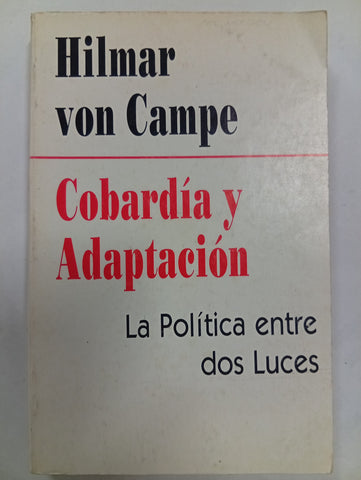 Hilmar
von Campe
Cobardía y
Adaptación
La Política entre
dos Luces